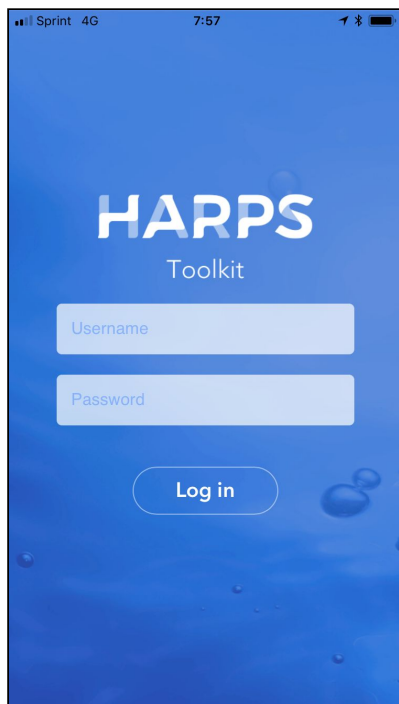 Sprint 4G 7:57
HARPS
Toolkit
Username
Password
Log in